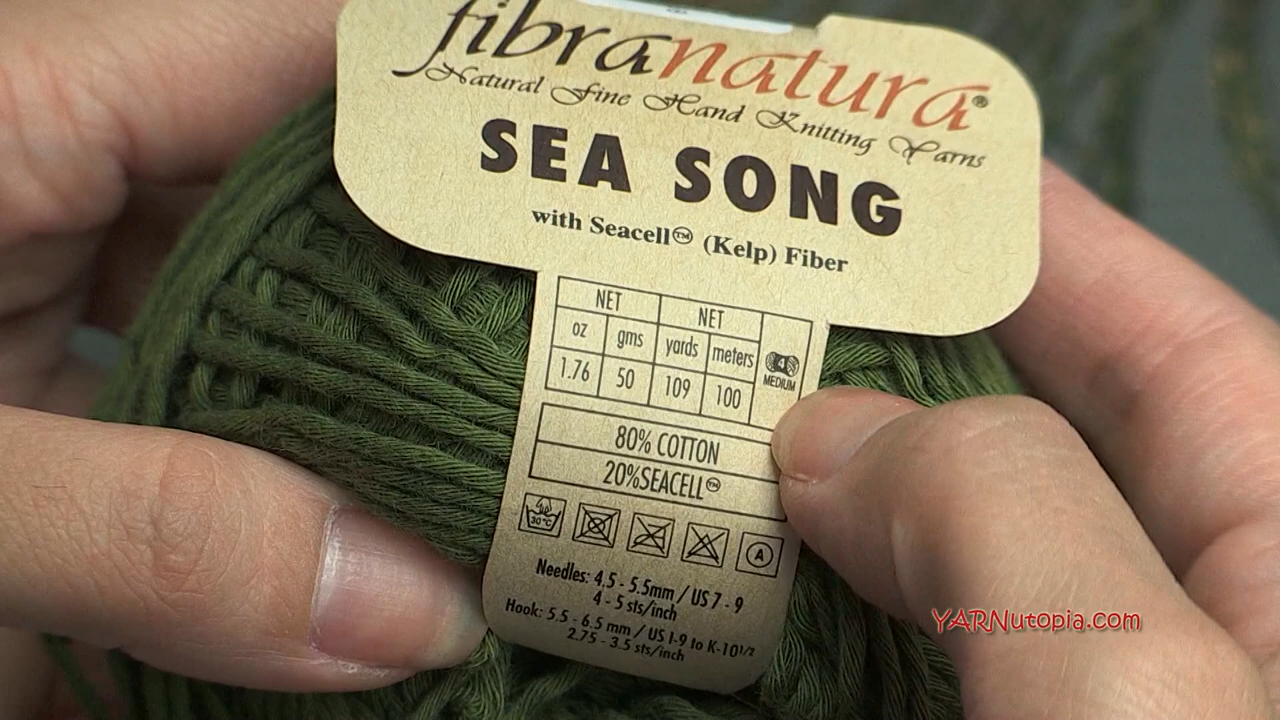 fibranatura®
Natural Fine Hand Knitting Yarns
SEA SONG
with Seacell™ (Kelp) Fiber
NET NET
oz gms yards meters
1.76 50 109 100
4
MEDIUM
80% COTTON
20%SEACELL™
30°C
A
Needles: 4.5 - 5.5mm / US 7 - 9
4 - 5 sts/inch
Hook: 5.5 - 6.5 mm / US I-9 to K-10½
2.75 - 3.5 sts/inch
YARNutopia.com